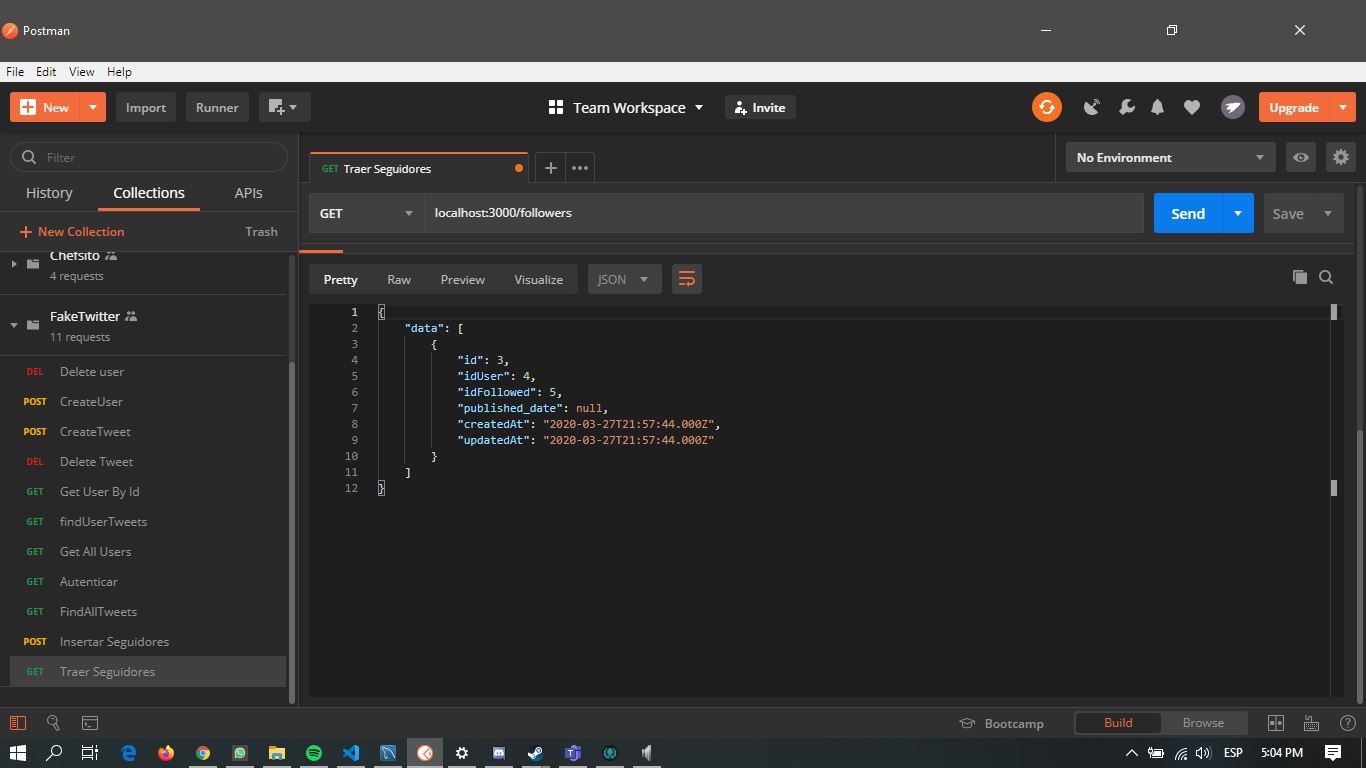 Postman
File Edit View Help
New Import Runner Team Workspace Invite Upgrade
Filter
History Collections APIs
New Collection Trash
Chefsito
4 requests
FakeTwitter
11 requests
DEL Delete user
POST CreateUser
POST CreateTweet
DEL Delete Tweet
GET Get User By Id
GET findUserTweets
GET Get All Users
GET Autenticar
GET FindAllTweets
POST Insertar Seguidores
GET Traer Seguidores
GET Traer Seguidores
No Environment
GET localhost:3000/followers Send Save
Pretty Raw Preview Visualize JSON
1 {
2 "data": [
3 {
4 "id": 3,
5 "idUser": 4,
6 "idFollowed": 5,
7 "published_date": null,
8 "createdAt": "2020-03-27T21:57:44.000Z",
9 "updatedAt": "2020-03-27T21:57:44.000Z"
10 }
11 ]
12 }
Bootcamp Build Browse
ESP 5:04 PM